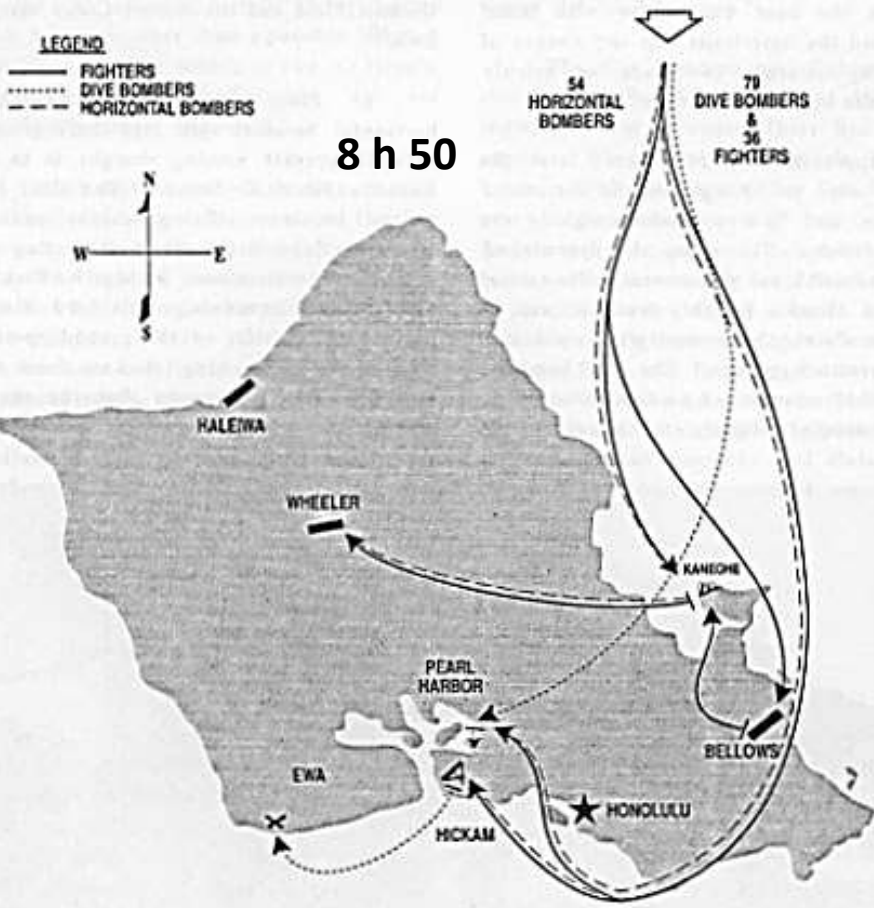 LEGEND
FIGHTERS
DIVE BOMBERS
HORIZONTAL BOMBERS
54
HORIZONTAL
BOMBERS
78
DIVE BOMBERS
&
36
FIGHTERS
8 h 50
N
W
E
S
HALEIWA
WHEELER
KANEOHE
PEARL
HARBOR
BELLOWS
EWA
HONOLULU
HICKAM